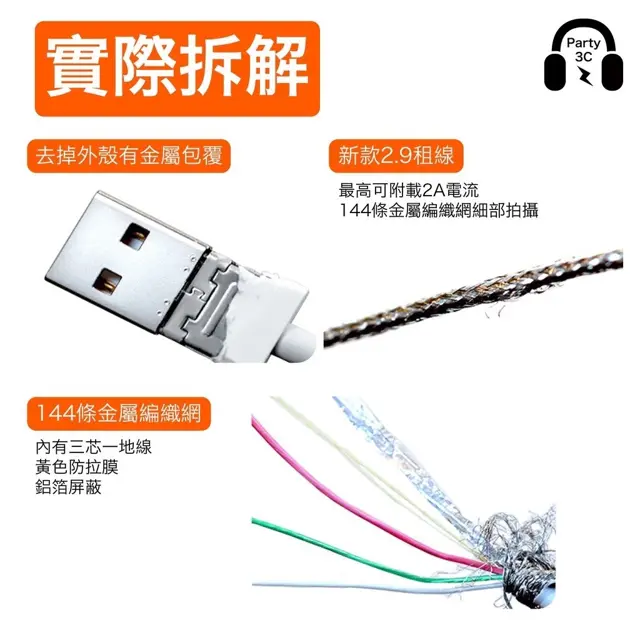 實際拆解
Party
3C
去掉外殼有金屬包覆
新款2.9租線
最高可附載2A電流
144條金屬編織網細部拍攝
144條金屬編織網
內有三芯一地線
黃色防拉膜
鋁箔屏蔽